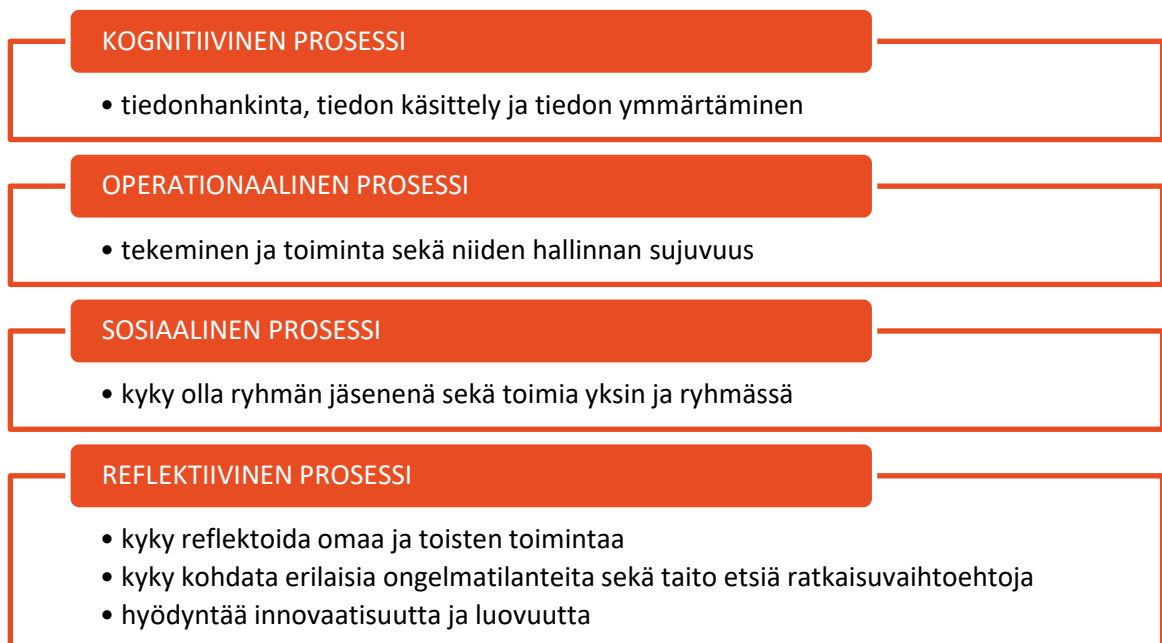 KOGNITIIVINEN PROSESSI
• tiedonhankinta, tiedon käsittely ja tiedon ymmärtäminen
OPERATIONAALINEN PROSESSI
• tekeminen ja toiminta sekä niiden hallinnan sujuvuus
SOSIAALINEN PROSESSI
• kyky olla ryhmän jäsenenä sekä toimia yksin ja ryhmässä
REFLEKTIIVINEN PROSESSI
• kyky reflektoida omaa ja toisten toimintaa
• kyky kohdata erilaisia ongelmatilanteita sekä taito etsiä ratkaisuvaihtoehtoja
• hyödyntää innovaatisuutta ja luovuutta